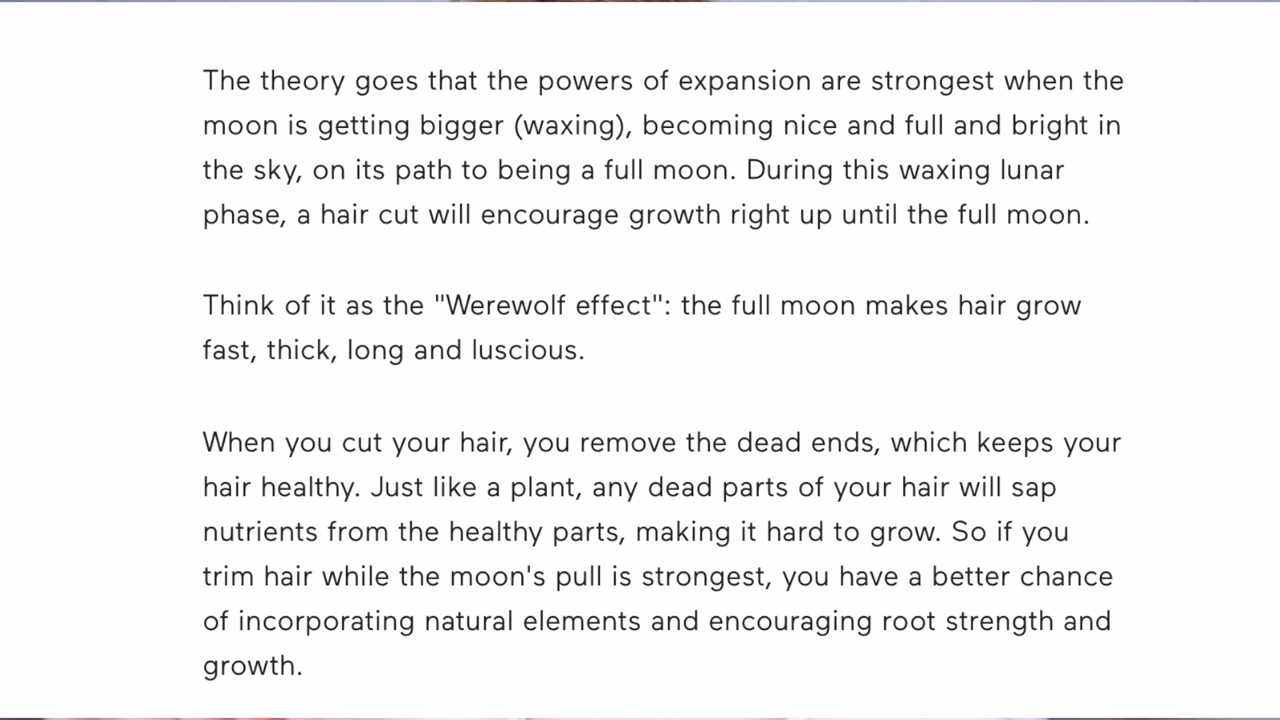 The theory goes that the powers of expansion are strongest when the
moon is getting bigger (waxing), becoming nice and full and bright in
the sky, on its path to being a full moon. During this waxing lunar
phase, a hair cut will encourage growth right up until the full moon.
Think of it as the "Werewolf effect": the full moon makes hair grow
fast, thick, long and luscious.
When you cut your hair, you remove the dead ends, which keeps your
hair healthy. Just like a plant, any dead parts of your hair will sap
nutrients from the healthy parts, making it hard to grow. So if you
trim hair while the moon's pull is strongest, you have a better chance
of incorporating natural elements and encouraging root strength and
growth.